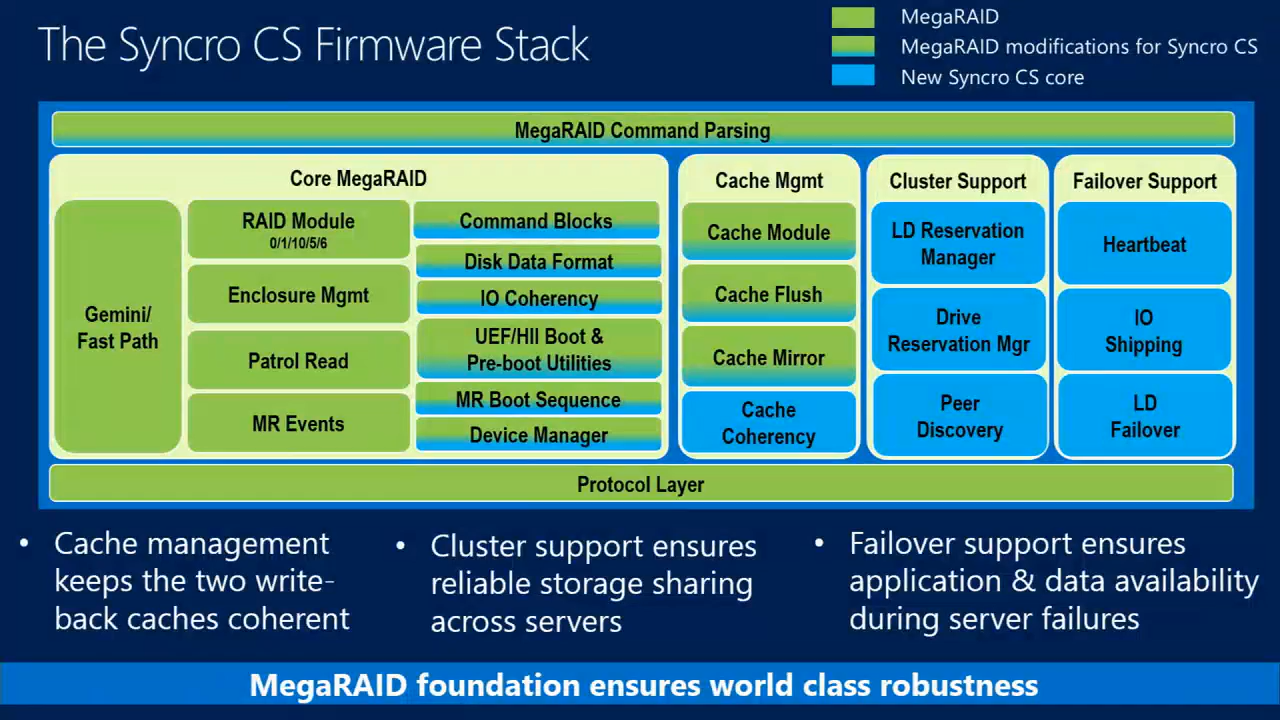 The Syncro CS Firmware Stack
MegaRAID
MegaRAID modifications for Syncro CS
New Syncro CS core
MegaRAID Command Parsing
Core MegaRAID
Gemini/
Fast Path
RAID Module
0/1/10/5/6
Enclosure Mgmt
Patrol Read
MR Events
Command Blocks
Disk Data Format
IO Coherency
UEF/HII Boot &
Pre-boot Utilities
MR Boot Sequence
Device Manager
Cache Mgmt
Cache Module
Cache Flush
Cache Mirror
Cache
Coherency
Cluster Support
LD Reservation
Manager
Drive
Reservation Mgr
Peer
Discovery
Failover Support
Heartbeat
IO
Shipping
LD
Failover
Protocol Layer
• Cache management
keeps the two write-
back caches coherent
• Cluster support ensures
reliable storage sharing
across servers
• Failover support ensures
application & data availability
during server failures
MegaRAID foundation ensures world class robustness